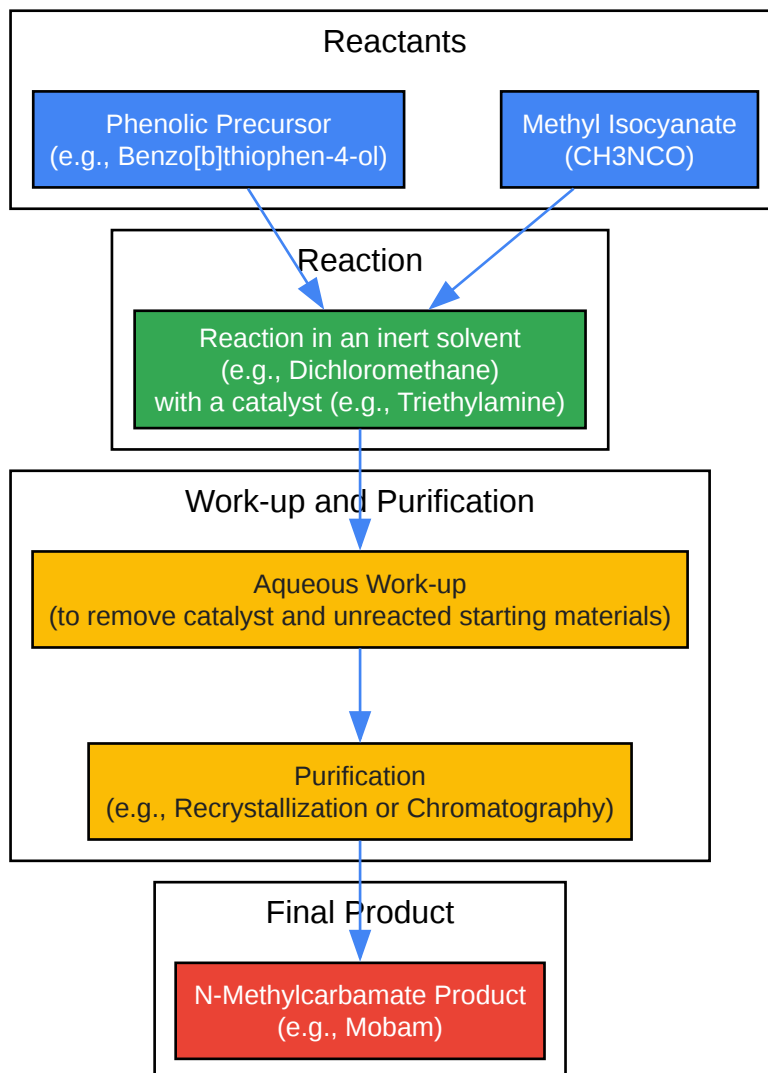 Reactants
Phenolic Precursor
(e.g., Benzo[b]thiophen-4-ol)
Methyl Isocyanate
(CH3NCO)
Reaction
Reaction in an inert solvent
(e.g., Dichloromethane)
with a catalyst (e.g., Triethylamine)
Work-up and Purification
Aqueous Work-up
(to remove catalyst and unreacted starting materials)
Purification
(e.g., Recrystallization or Chromatography)
Final Product
N-Methylcarbamate Product
(e.g., Mobam)